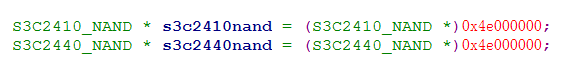 S3C2410_NAND * s3c2410nand = (S3C2410_NAND *)0x4e000000;
S3C2440_NAND * s3c2440nand = (S3C2440_NAND *)0x4e000000;